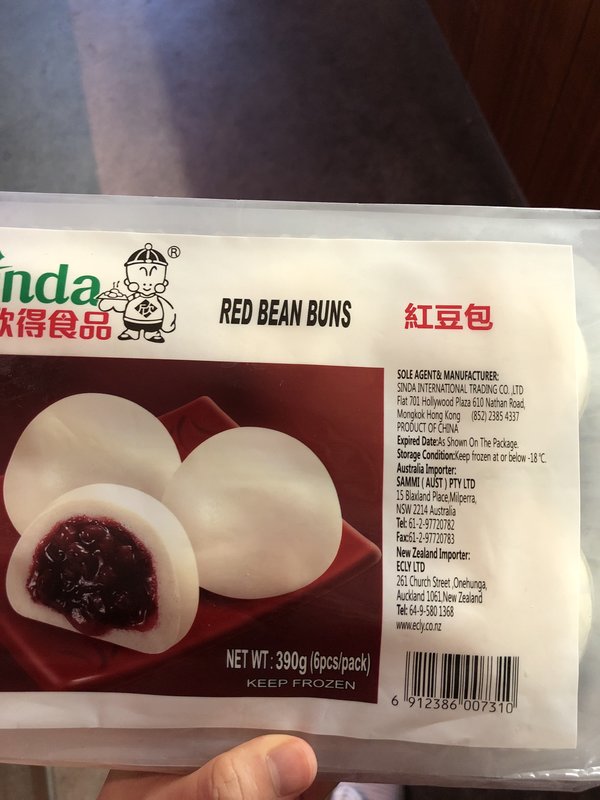 inda®
欣得食品
RED BEAN BUNS
紅豆包
SOLE AGENT& MANUFACTURER:
SINDA INTERNATIONAL TRADING CO. ,LTD
Flat 701 Hollywood Plaza 610 Nathan Road,
Mongkok Hong Kong (852) 2385 4337
PRODUCT OF CHINA
Expired Date:As Shown On The Package.
Storage Condition:Keep frozen at or below -18 ℃.
Australia Importer:
SAMMI ( AUST ) PTY LTD
15 Blaxland Place,Milperra,
NSW 2214 Australia
Tel: 61-2-97720782
Fax:61-2-97720783
New Zealand Importer:
ECLY LTD
261 Church Street ,Onehunga,
Auckland 1061,New Zealand
Tel: 64-9-580 1368
www.ecly.co.nz
NET WT : 390g (6pcs/pack)
KEEP FROZEN
6 912386 007310